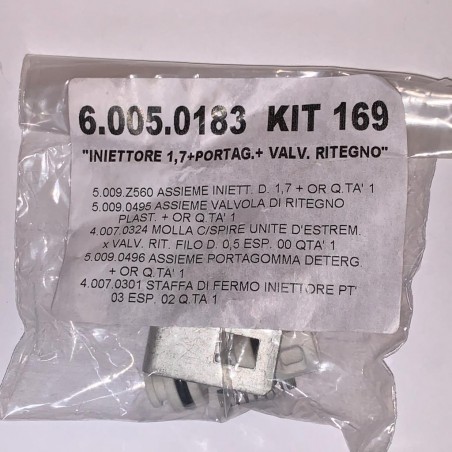 6.005.0183 KIT 169
"INIETTORE 1,7+PORTAG.+ VALV. RITEGNO"
5.009.Z560 ASSIEME INIETT. D. 1,7 + OR Q.TA' 1
5.009.0495 ASSIEME VALVOLA DI RITEGNO
PLAST. + OR Q.TA' 1
4.007.0324 MOLLA C/SPIRE UNITE D'ESTREM.
x VALV. RIT. FILO D. 0,5 ESP. 00 QTA' 1
5.009.0496 ASSIEME PORTAGOMMA DETERG.
+ OR Q.TA' 1
4.007.0301 STAFFA DI FERMO INIETTORE PT'
03 ESP. 02 Q.TA 1